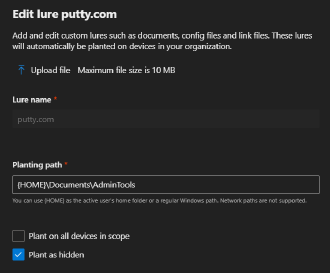 Edit lure putty.com
Add and edit custom lures such as documents, config files and link files. These lures
will automatically be planted on devices in your organization.
Upload file Maximum file size is 10 MB
Lure name *
putty.com
Planting path *
{HOME}\Documents\AdminTools
You can use {HOME} as the active user's home folder or a regular Windows path. Network paths are not supported.
Plant on all devices in scope
Plant as hidden